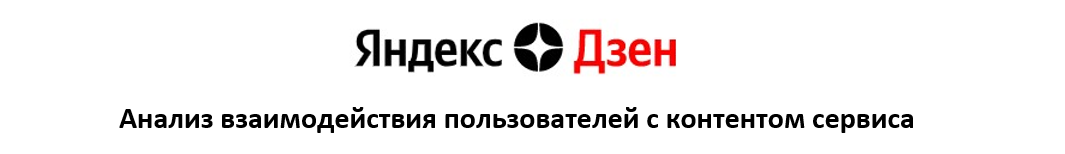 Яндекс Дзен
Анализ взаимодействия пользователей с контентом сервиса